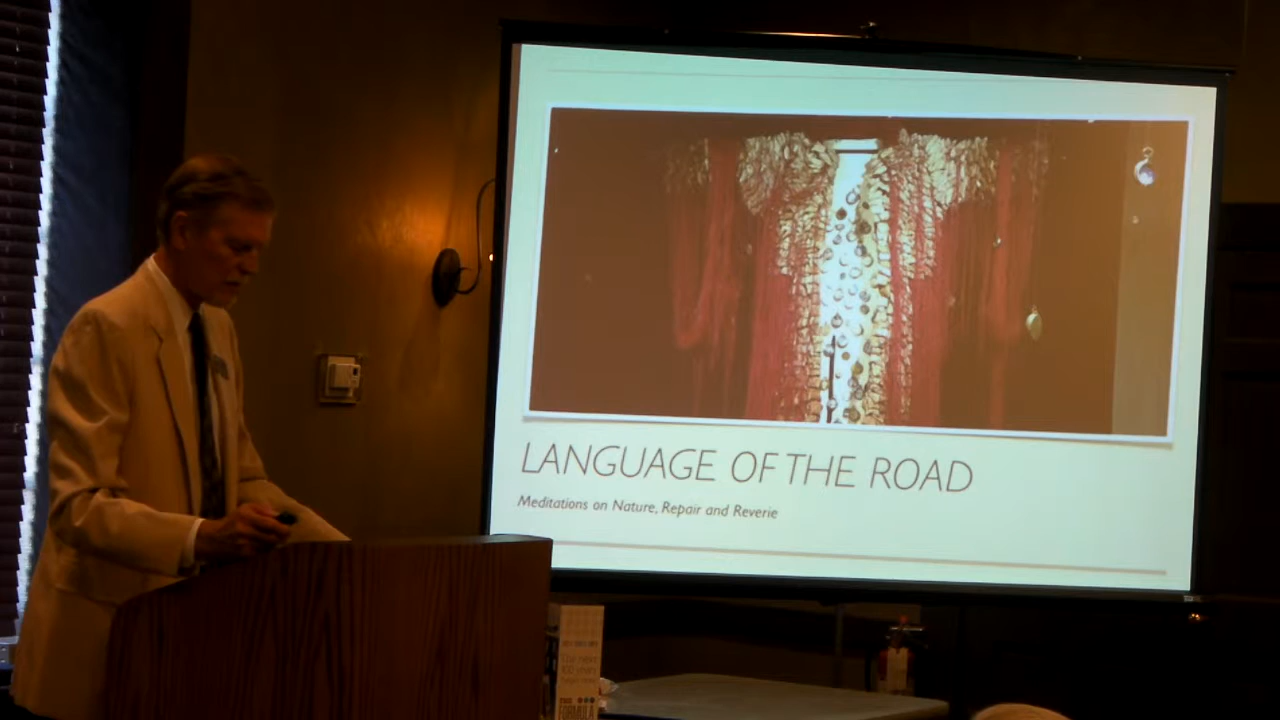 LANGUAGE OF THE ROAD
Meditations on Nature, Repair and Reverie